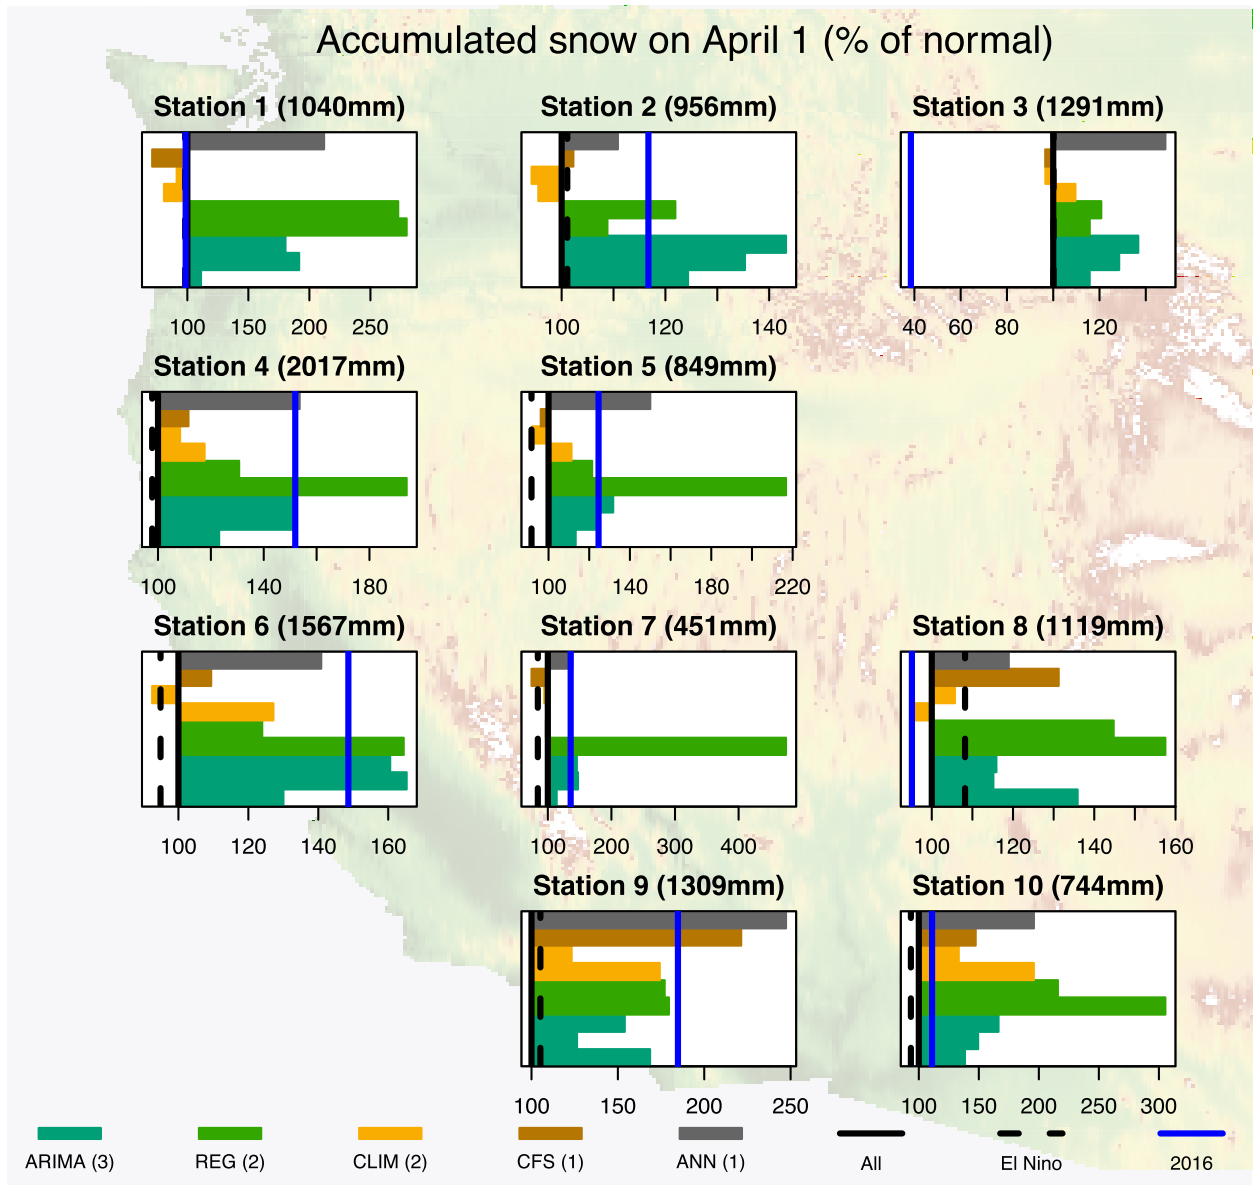 Accumulated snow on April 1 (% of normal)
Station 1 (1040mm)
100 150 200 250
Station 2 (956mm)
100 120 140
Station 3 (1291mm)
40 60 80 120
Station 4 (2017mm)
100 140 180
Station 5 (849mm)
100 140 180 220
Station 6 (1567mm)
100 120 140 160
Station 7 (451mm)
100 200 300 400
Station 8 (1119mm)
100 120 140 160
Station 9 (1309mm)
100 150 200 250
Station 10 (744mm)
100 150 200 250 300
ARIMA (3) REG (2) CLIM (2) CFS (1) ANN (1) All El Nino 2016